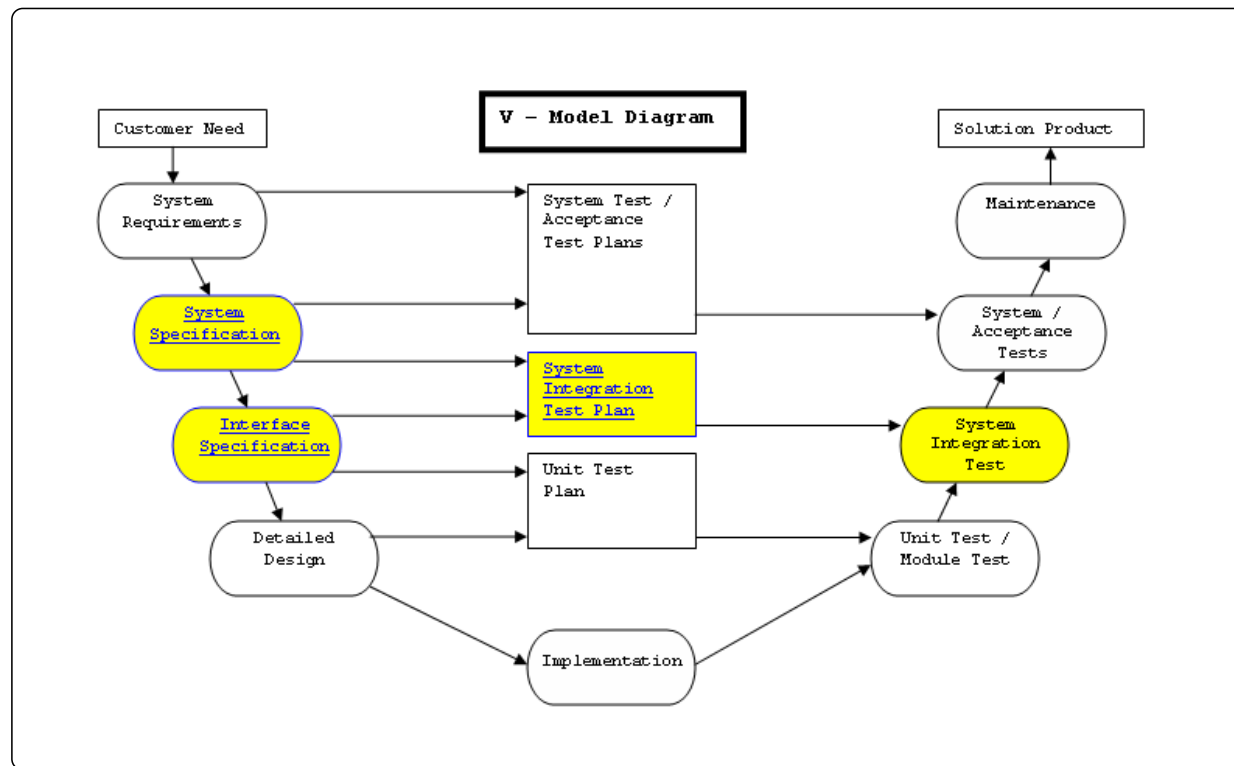 V - Model Diagram
Customer Need
Solution Product
System
Requirements
System Test /
Acceptance
Test Plans
Maintenance
System
Specification
System /
Acceptance
Tests
System
Integration
Test Plan
Interface
Specification
System
Integration
Test
Unit Test
Plan
Detailed
Design
Unit Test /
Module Test
Implementation